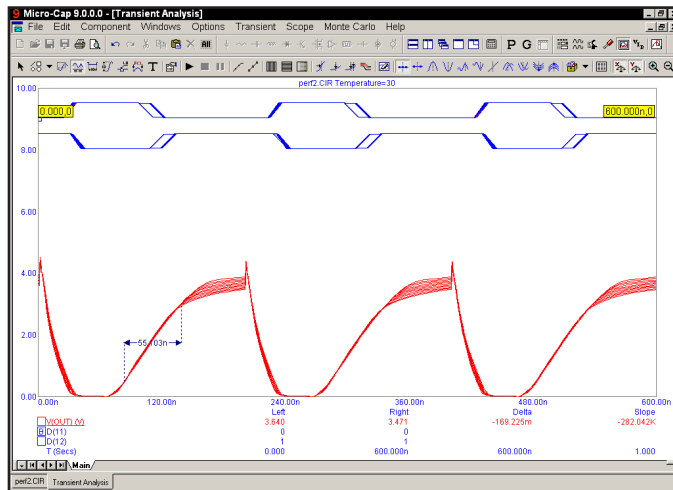 Micro-Cap 9.0.0.0 - [Transient Analysis]
File Edit Component Windows Options Transient Scope Monte Carlo Help
perf2.CIR Temperature=30
10.00
0.000,0
600.000n,0
8.00
6.00
4.00
2.00
55.103n
0.00
0.00n 120.00n 240.00n 360.00n 480.00n 600.00n
Left Right Delta Slope
V(OUT) (V) 3.640 3.471 -169.225m -282.042K
D(11) 0 0
D(12) 1 1
T (Secs) 0.000 600.000n 600.000n 1.000
Main
perf2.CIR Transient Analysis